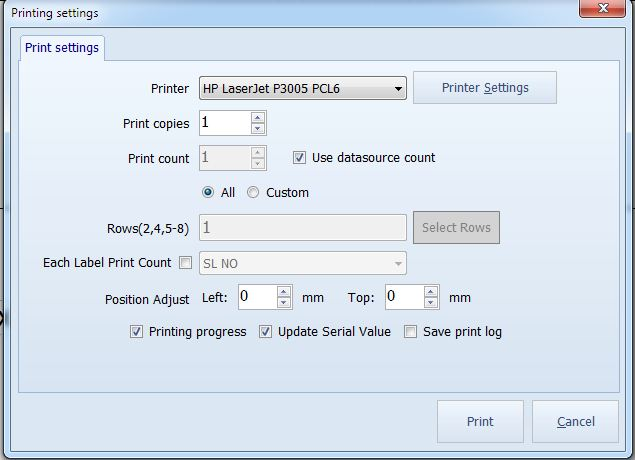 Printing settings
Print settings
Printer HP LaserJet P3005 PCL6 Printer Settings
Print copies 1
Print count 1 Use datasource count
All Custom
Rows(2,4,5-8) 1 Select Rows
Each Label Print Count SL NO
Position Adjust Left: 0 mm Top: 0 mm
Printing progress Update Serial Value Save print log
Print Cancel